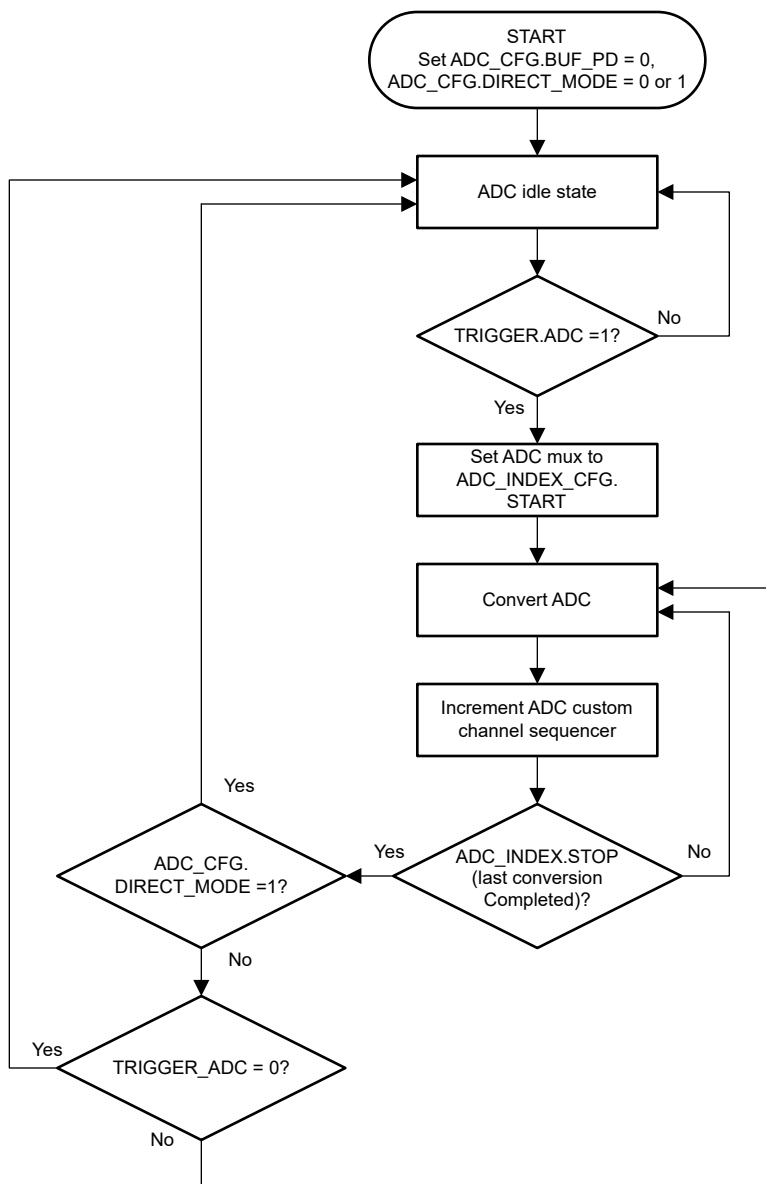 START
Set ADC_CFG.BUF_PD = 0,
ADC_CFG.DIRECT_MODE = 0 or 1
ADC idle state
TRIGGER.ADC =1?
No
Yes
Set ADC mux to
ADC_INDEX_CFG.
START
Convert ADC
Increment ADC custom
channel sequencer
Yes
ADC_CFG.
DIRECT_MODE =1?
Yes
ADC_INDEX.STOP
(last conversion
Completed)?
No
No
Yes
TRIGGER_ADC = 0?
No